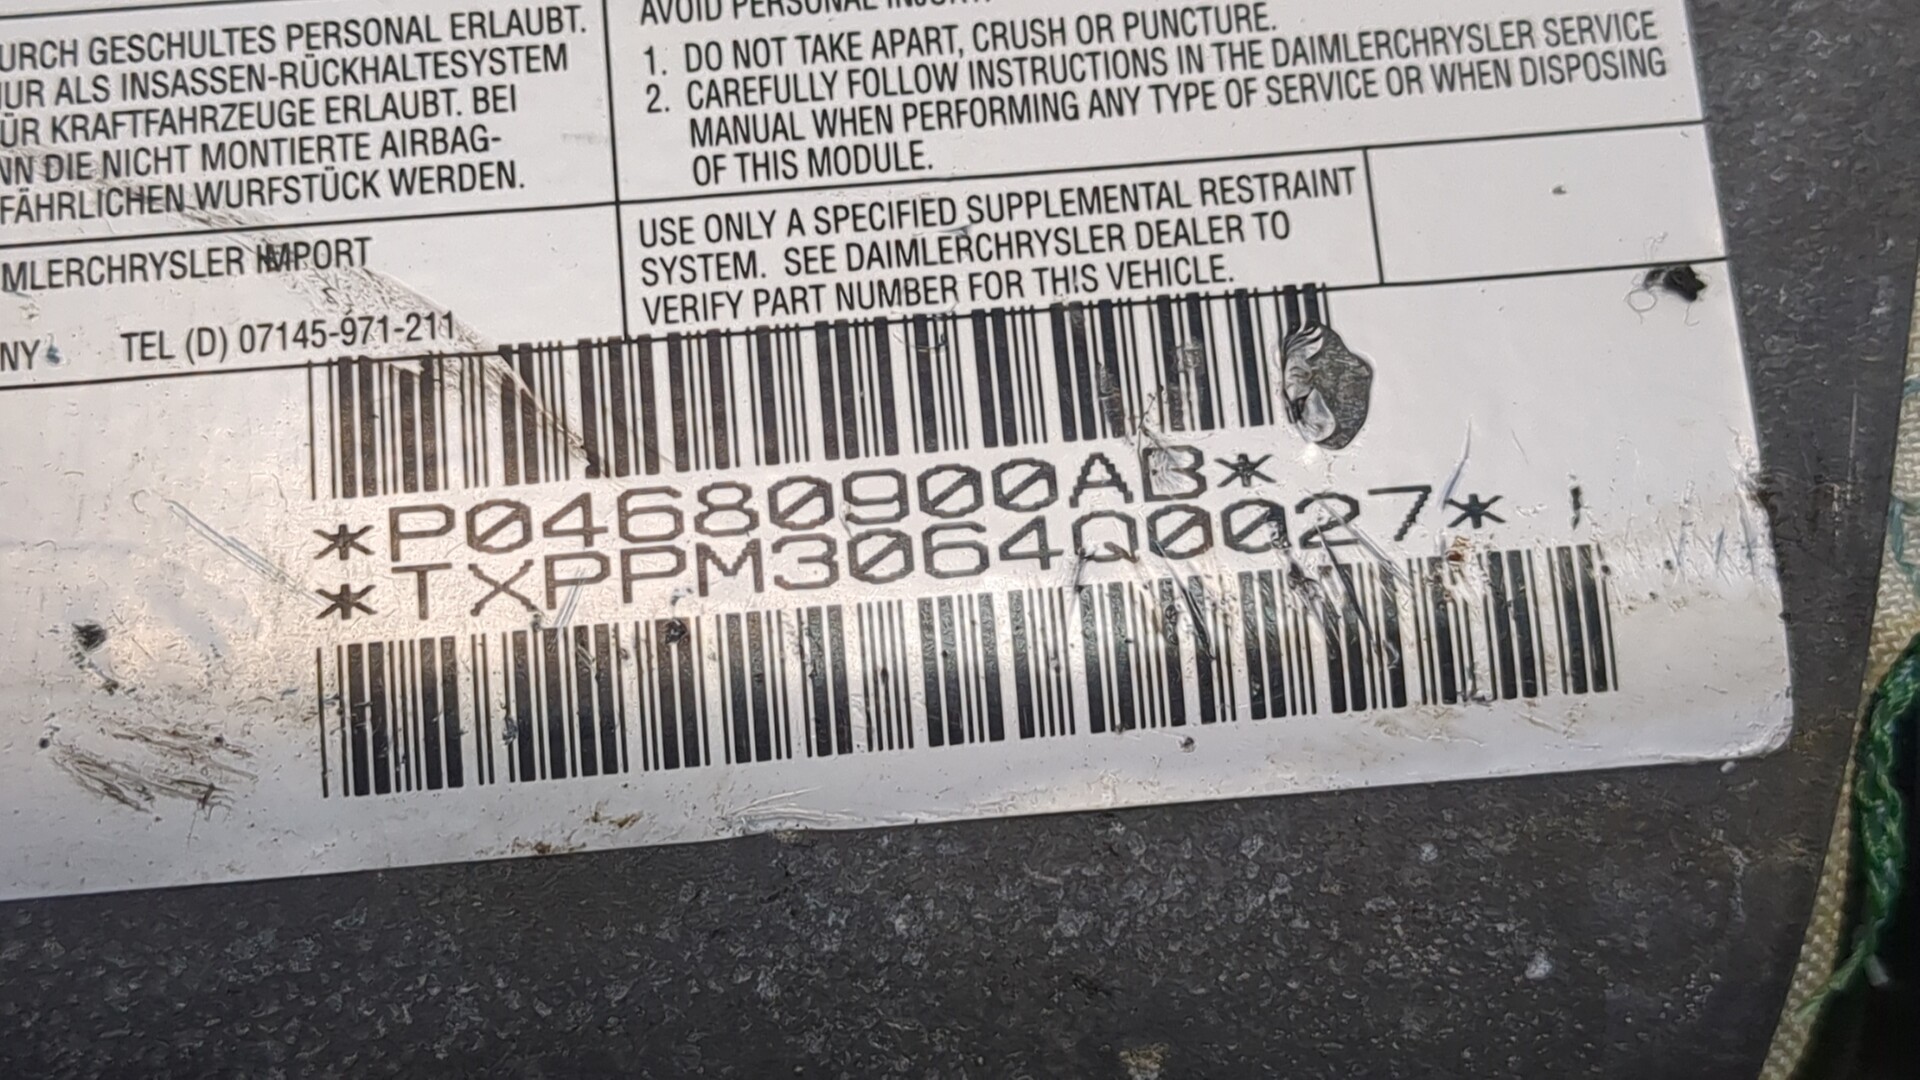 URCH GESCHULTES PERSONAL ERLAUBT.
UR ALS INSASSEN-RÜCKHALTESYSTEM
ÜR KRAFTFAHRZEUGE ERLAUBT. BEI
NN DIE NICHT MONTIERTE AIRBAG-
FÄHRLICHEN WURFSTÜCK WERDEN.
MLERCHRYSLER IMPORT
NY TEL (D) 07145-971-211
AVOID PERSONAL INJURY:
1. DO NOT TAKE APART, CRUSH OR PUNCTURE.
2. CAREFULLY FOLLOW INSTRUCTIONS IN THE DAIMLERCHRYSLER SERVICE
MANUAL WHEN PERFORMING ANY TYPE OF SERVICE OR WHEN DISPOSING
OF THIS MODULE.
USE ONLY A SPECIFIED SUPPLEMENTAL RESTRAINT
SYSTEM. SEE DAIMLERCHRYSLER DEALER TO
VERIFY PART NUMBER FOR THIS VEHICLE.
*P04680900AB*
*TXPPM3064Q0027*